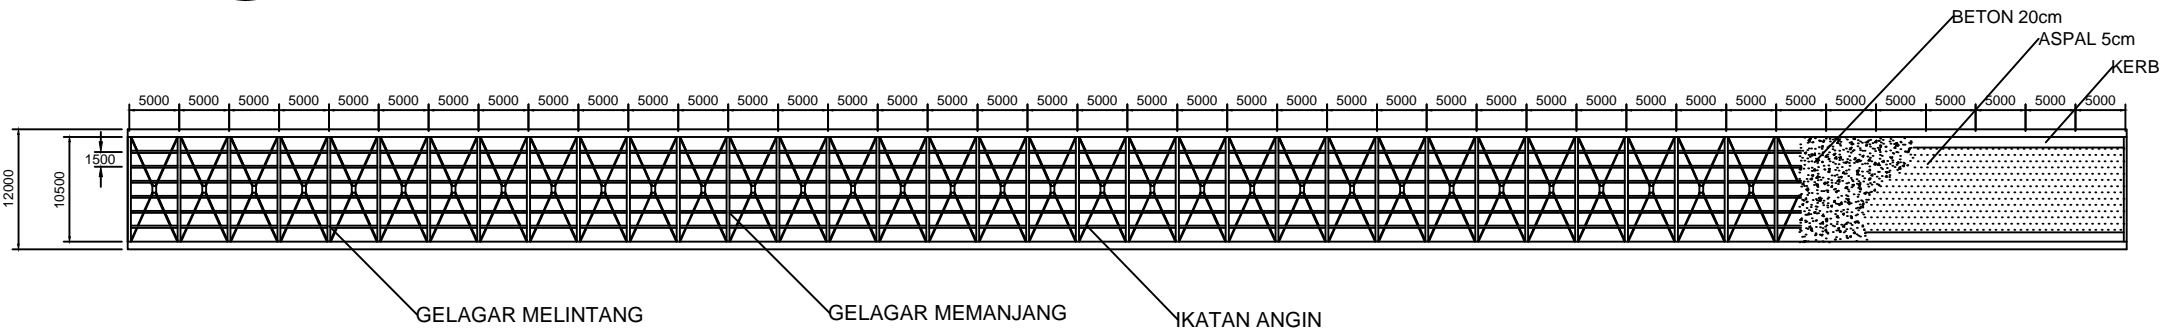 BETON 20cm
ASPAL 5cm
KERB
5000 5000 5000 5000 5000 5000 5000 5000 5000 5000 5000 5000 5000 5000 5000 5000 5000 5000 5000 5000 5000 5000 5000 5000 5000 5000 5000 5000 5000 5000 5000 5000 5000 5000 5000 5000 5000 5000 5000 5000
1500
12000
10500
GELAGAR MELINTANG
GELAGAR MEMANJANG
IKATAN ANGIN